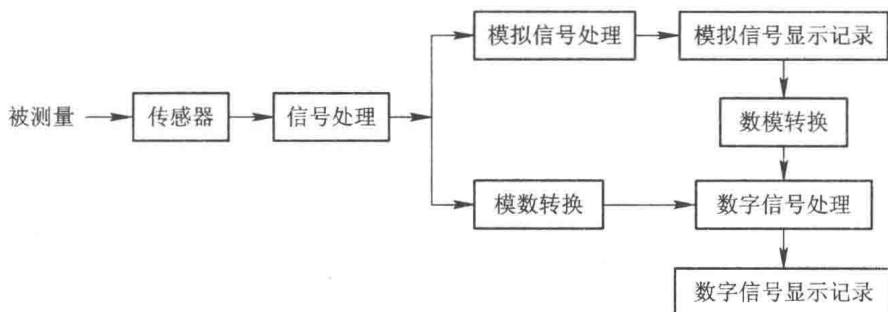 模拟信号处理
模拟信号显示记录
被测量
传感器
信号处理
数模转换
模数转换
数字信号处理
数字信号显示记录